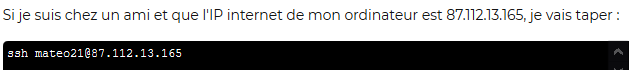 Si je suis chez un ami et que l'IP internet de mon ordinateur est 87.112.13.165, je vais taper :
ssh mateo21@87.112.13.165